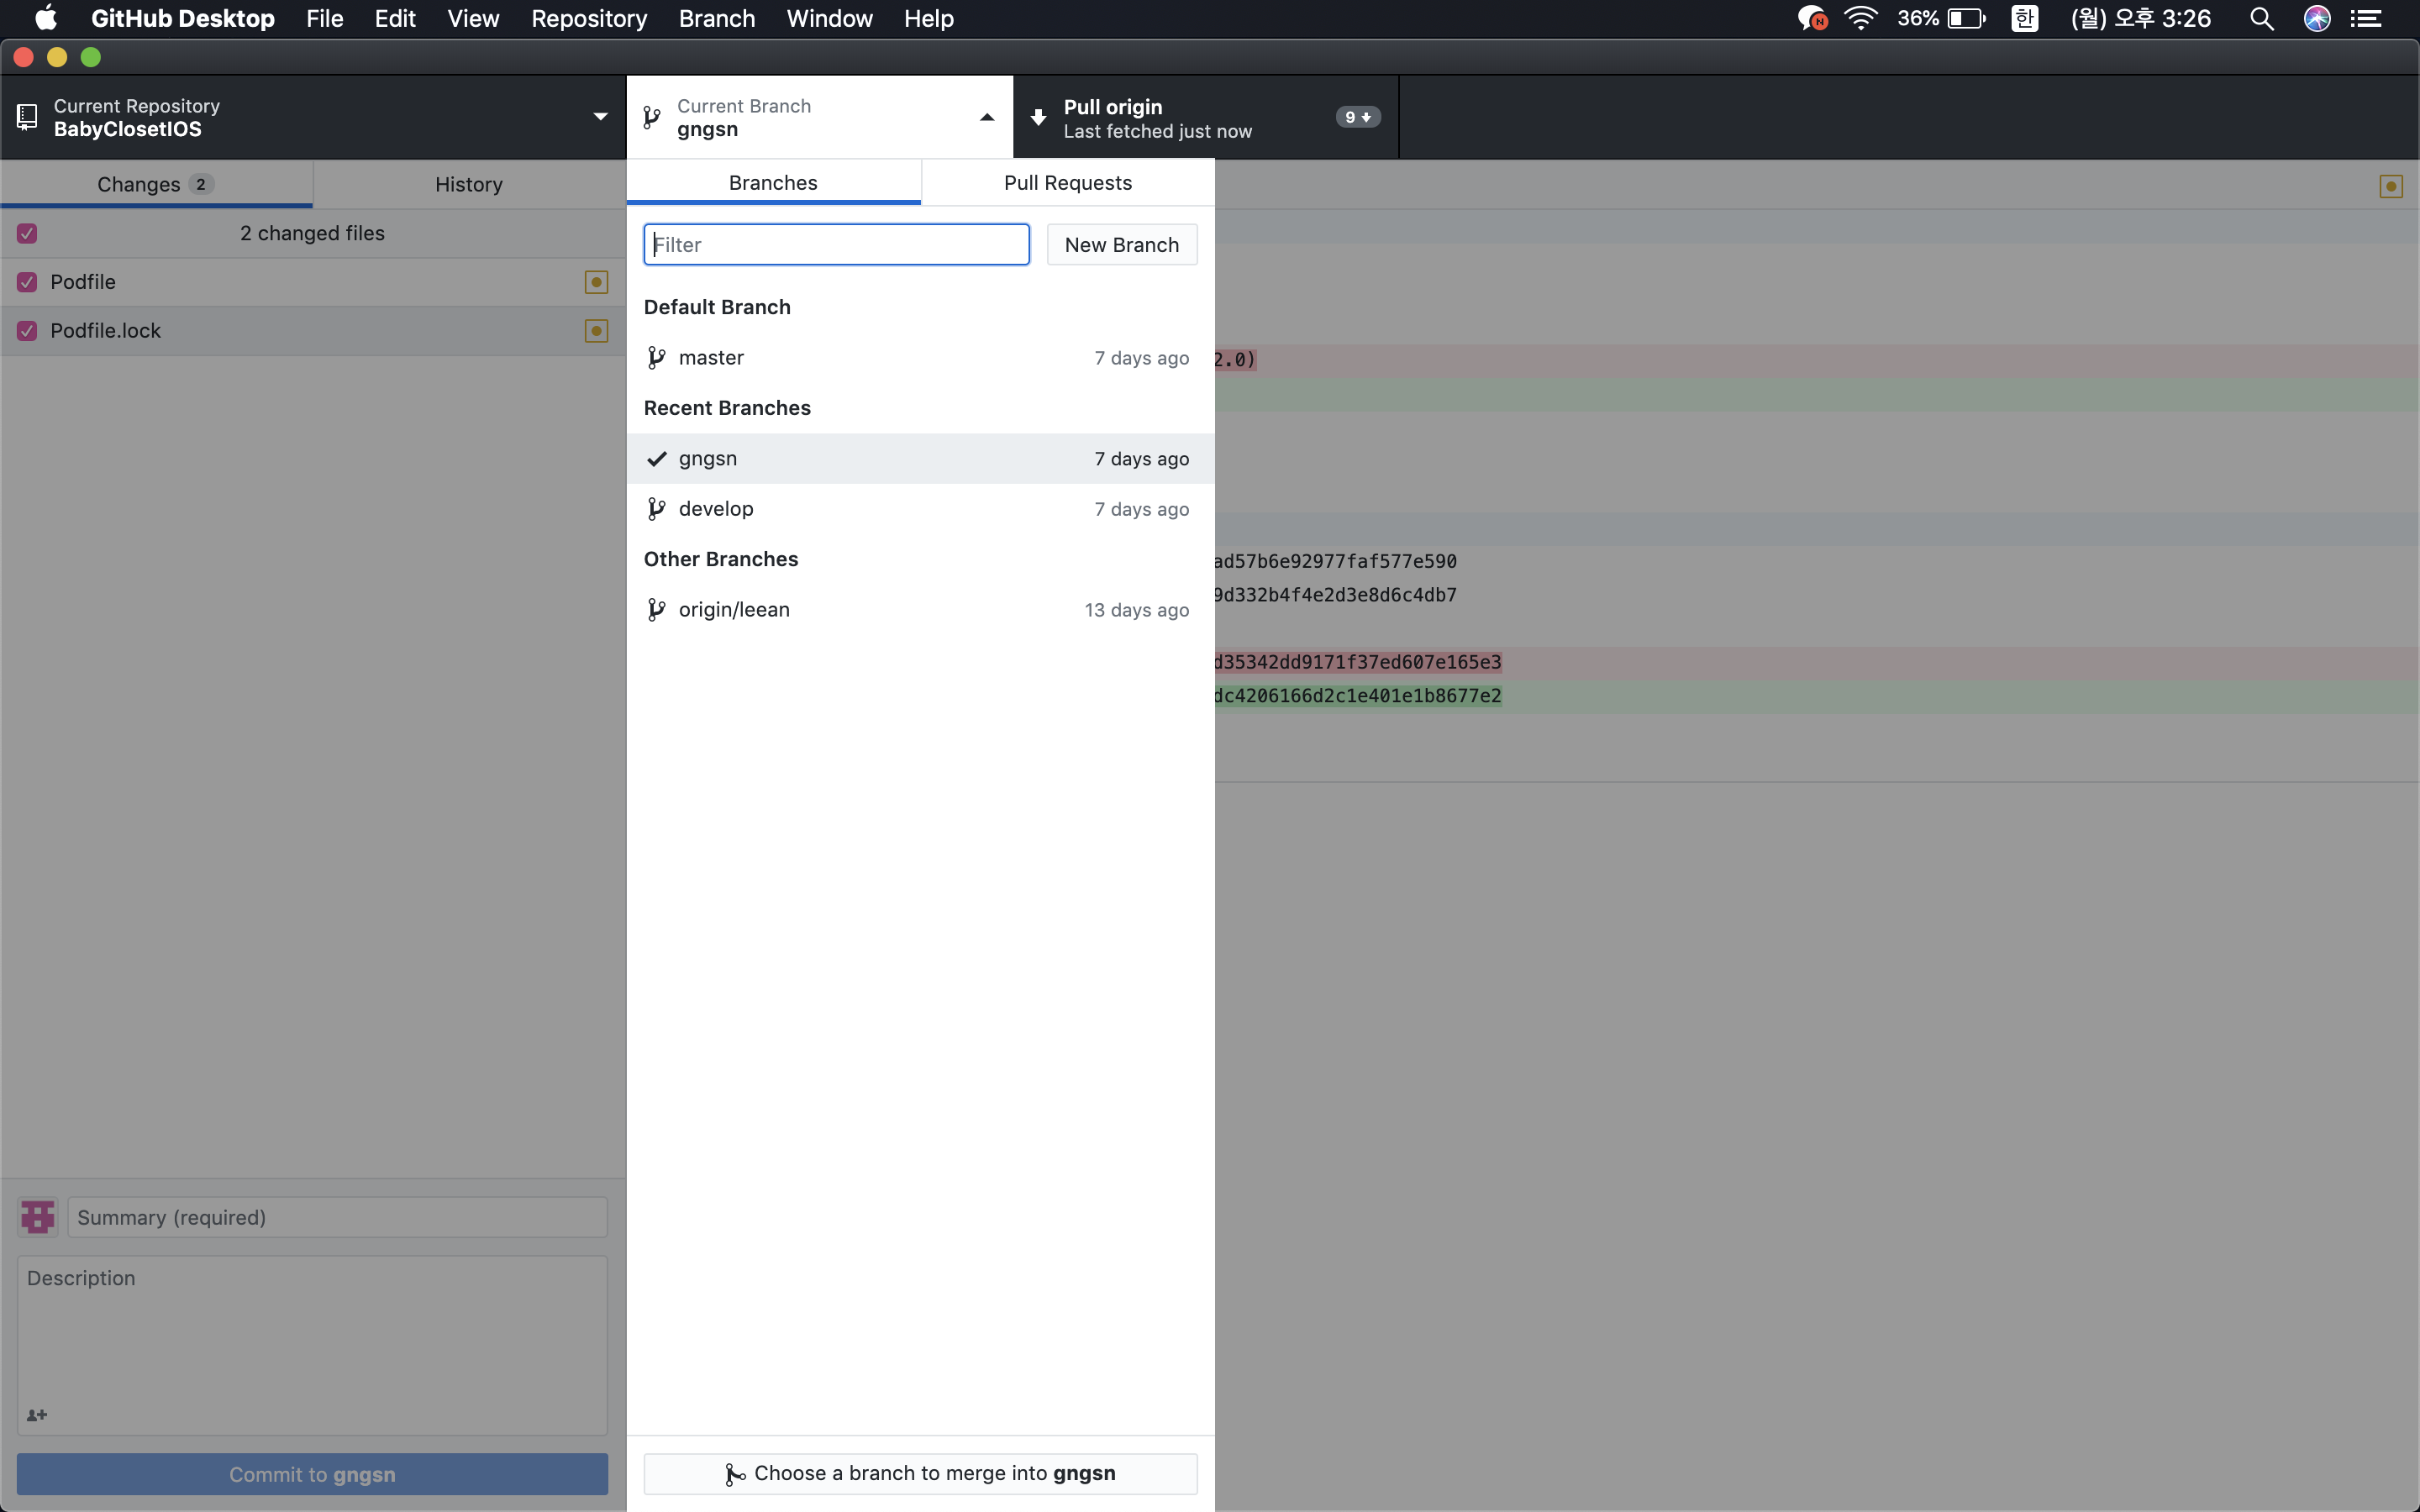 GitHub Desktop File Edit View Repository Branch Window Help 36% 한 (월) 오후 3:26
Current Repository
BabyClosetIOS
Current Branch
gngsn
Pull origin
Last fetched just now
9
Changes 2
History
2 changed files
Podfile
Podfile.lock
Branches
Pull Requests
Filter
New Branch
Default Branch
master 7 days ago
Recent Branches
gngsn 7 days ago
develop 7 days ago
Other Branches
origin/leean 13 days ago
2.0)
ad57b6e92977faf577e590
9d332b4f4e2d3e8d6c4db7
d35342dd9171f37ed607e165e3
dc4206166d2c1e401e1b8677e2
Summary (required)
Description
Commit to gngsn
Choose a branch to merge into gngsn